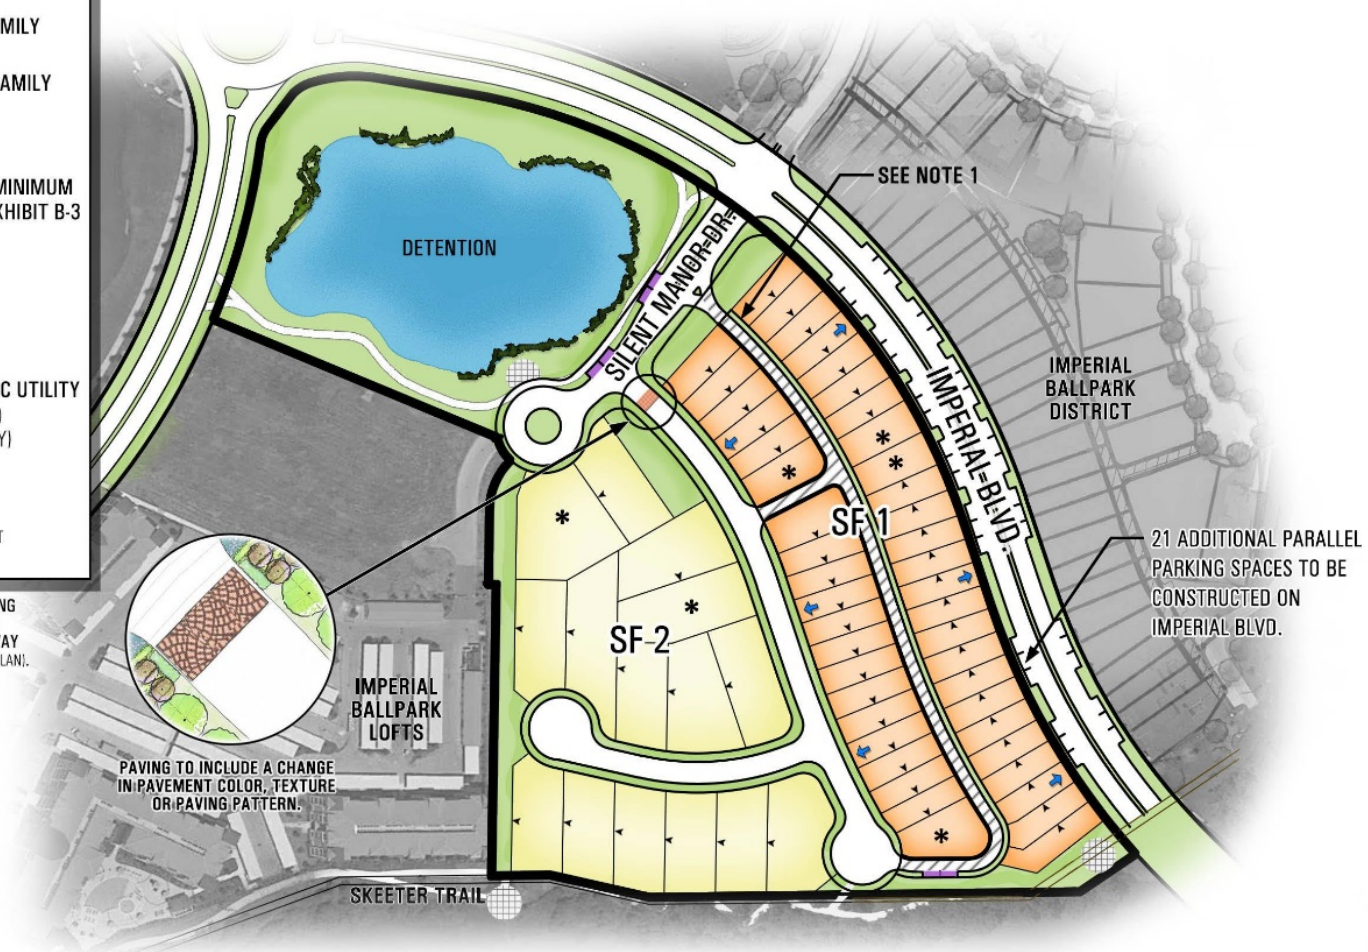 MILY
AMILY
MINIMUM
XHIBIT B-3
C UTILITY
)
Y)
T
NG
AY
LAN).
DETENTION
SEE NOTE 1
SILENT MANOR DR.
IMPERIAL
BALLPARK
DISTRICT
IMPERIAL BLVD.
SF 1
21 ADDITIONAL PARALLEL
PARKING SPACES TO BE
CONSTRUCTED ON
IMPERIAL BLVD.
SF-2
IMPERIAL
BALLPARK
LOFTS
PAVING TO INCLUDE A CHANGE
IN PAVEMENT COLOR, TEXTURE
OR PAVING PATTERN.
SKEETER TRAIL